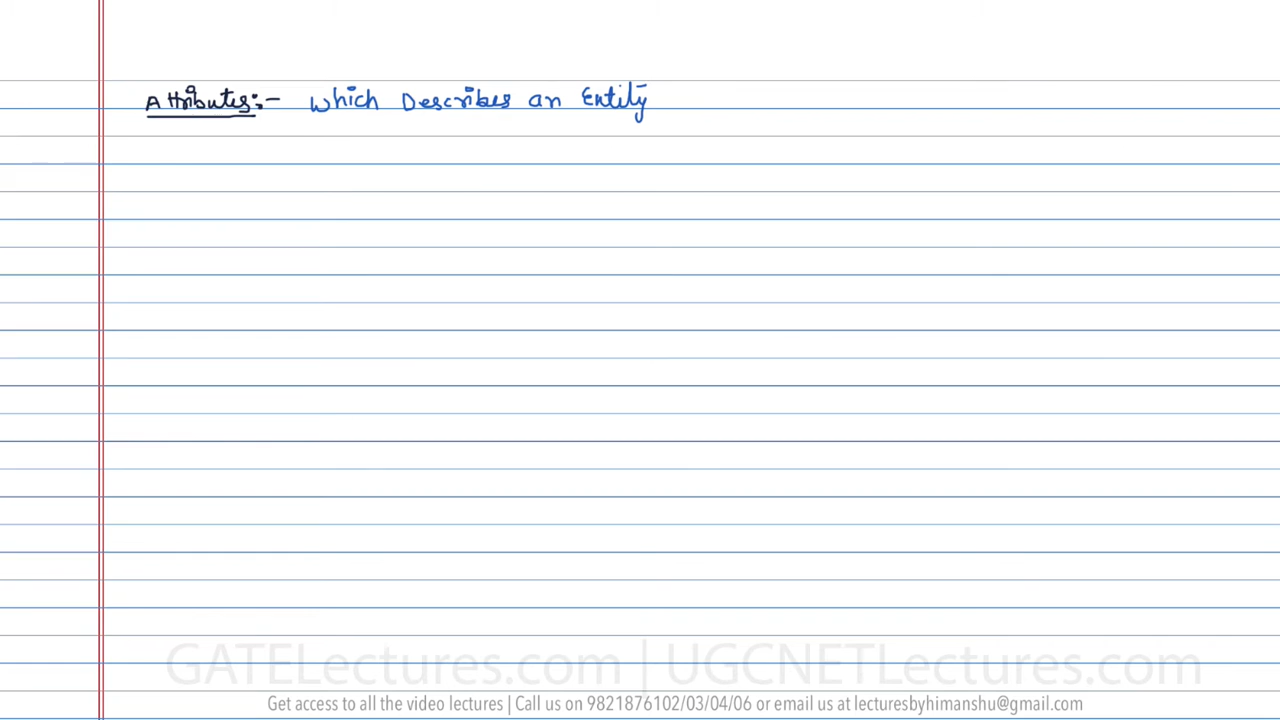 Attributes:- Which Describes an Entity
GATELectures.com | UGCNETLectures.com
Get access to all the video lectures | Call us on 9821876102/03/04/06 or email us at lecturesbyhimanshu@gmail.com